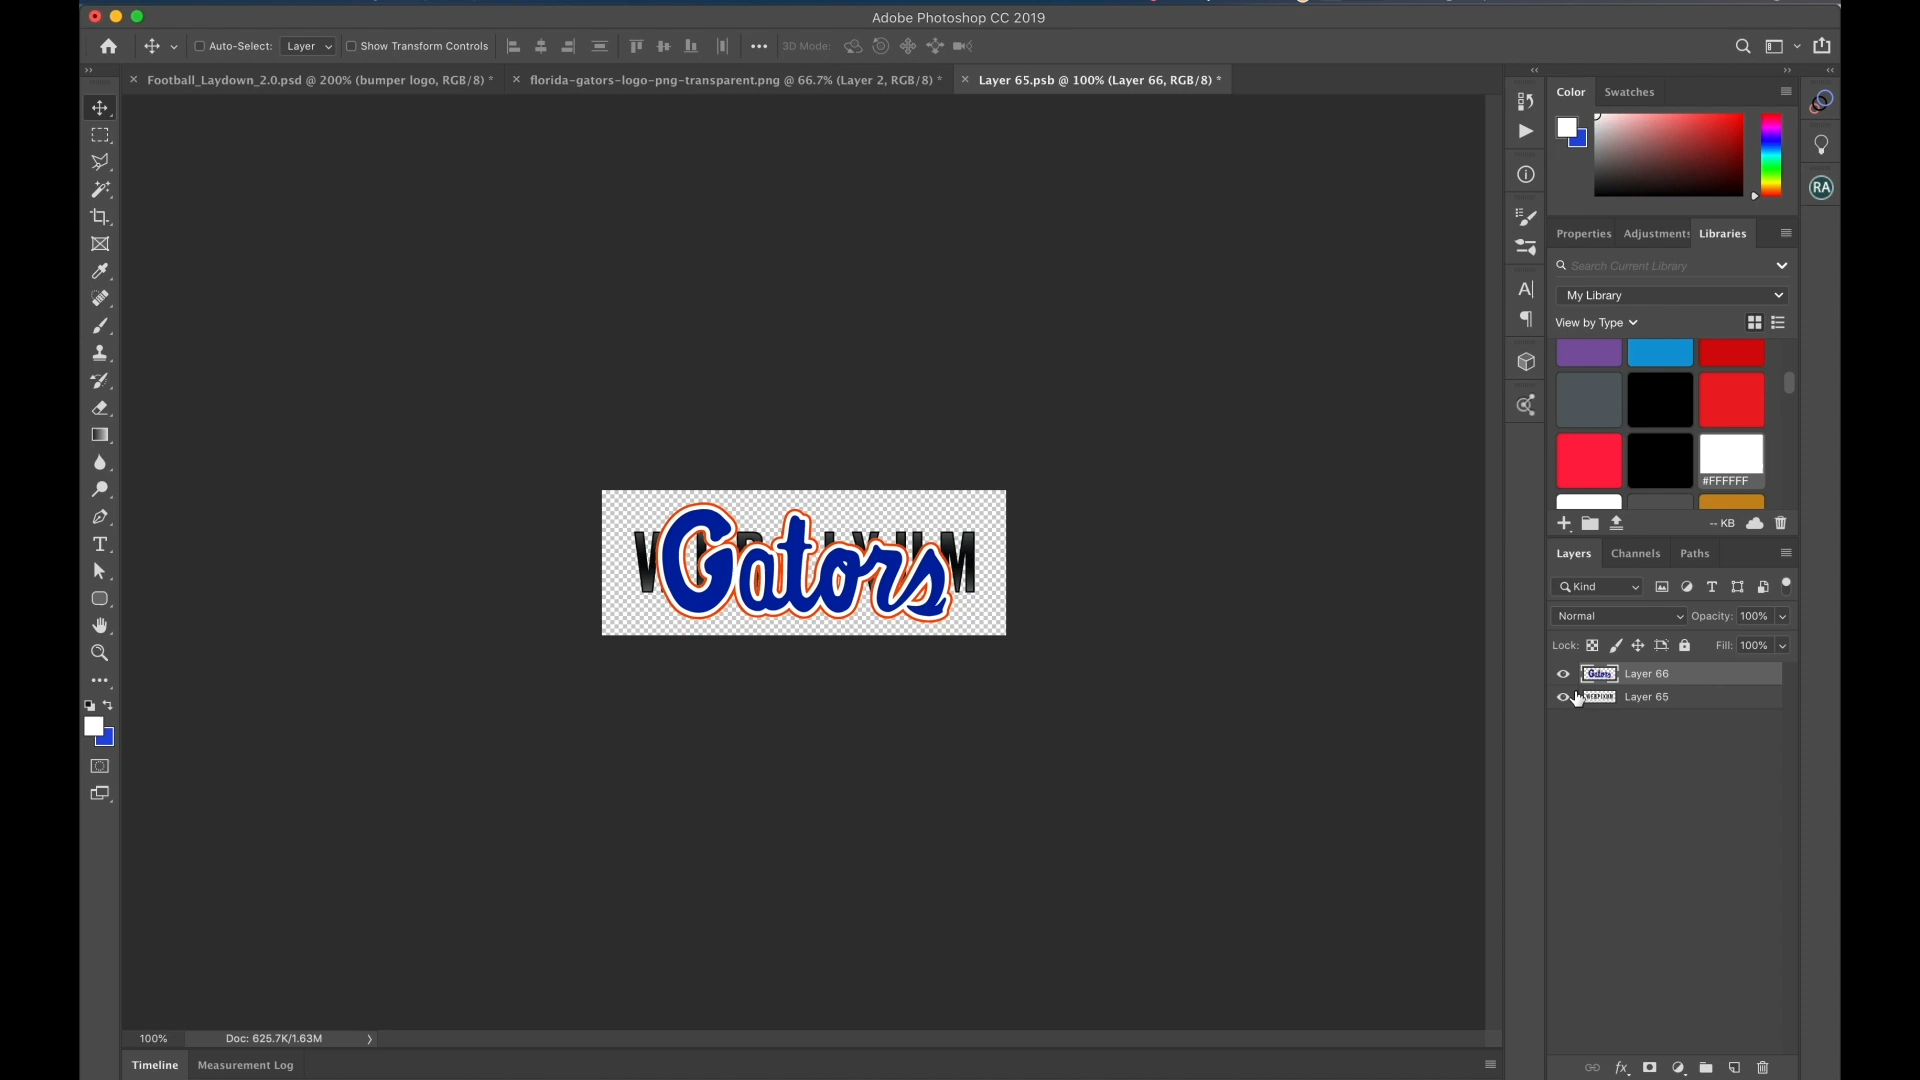 Adobe Photoshop CC 2019
Auto-Select: Layer Show Transform Controls 3D Mode:
Football_Laydown_2.0.psd @ 200% (bumper logo, RGB/8) *
florida-gators-logo-png-transparent.png @ 66.7% (Layer 2, RGB/8) *
Layer 65.psb @ 100% (Layer 66, RGB/8) *
Color Swatches
RA
Properties Adjustments Libraries
Search Current Library
My Library
View by Type
#FFFFFF
-- KB
Layers Channels Paths
Kind
Normal Opacity: 100%
Lock: Fill: 100%
Gators Layer 66
WEBPIXUM Layer 65
Gators
100% Doc: 625.7K/1.63M
Timeline Measurement Log